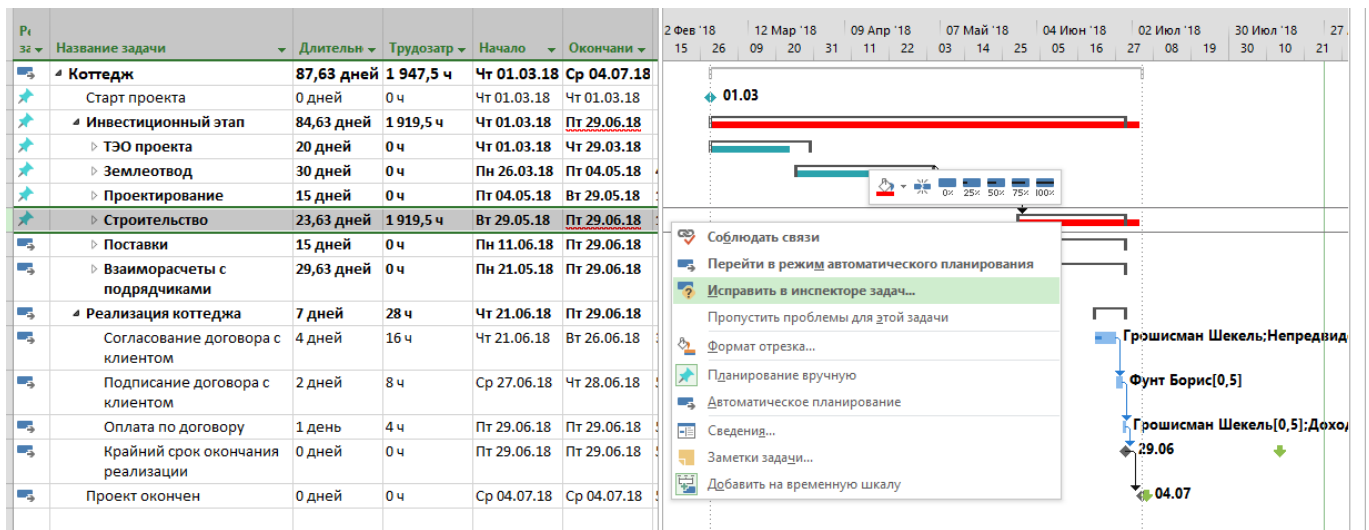 Ре
за Название задачи Длительн Трудозатр Начало Окончани
2 Фев '18 12 Мар '18 09 Апр '18 07 Май '18 04 Июн '18 02 Июл '18 30 Июл '18 27
15 26 09 20 31 11 22 03 14 25 05 16 27 08 19 30 10 21
Коттедж 87,63 дней 1 947,5 ч Чт 01.03.18 Ср 04.07.18
Старт проекта 0 дней 0 ч Чт 01.03.18 Чт 01.03.18 01.03
Инвестиционный этап 84,63 дней 1 919,5 ч Чт 01.03.18 Пт 29.06.18
ТЭО проекта 20 дней 0 ч Чт 01.03.18 Чт 29.03.18
Землеотвод 30 дней 0 ч Пн 26.03.18 Пт 04.05.18
0% 25% 50% 75% 100%
Проектирование 15 дней 0 ч Пт 04.05.18 Вт 29.05.18
Строительство 23,63 дней 1 919,5 ч Вт 29.05.18 Пт 29.06.18
Поставки 15 дней 0 ч Пн 11.06.18 Пт 29.06.18
Взаиморасчеты с
подрядчиками 29,63 дней 0 ч Пн 21.05.18 Пт 29.06.18
Реализация коттеджа 7 дней 28 ч Чт 21.06.18 Пт 29.06.18
Согласование договора с
клиентом 4 дней 16 ч Чт 21.06.18 Вт 26.06.18
Подписание договора с
клиентом 2 дней 8 ч Ср 27.06.18 Чт 28.06.18
Оплата по договору 1 день 4 ч Пт 29.06.18 Пт 29.06.18
Крайний срок окончания
реализации 0 дней 0 ч Пт 29.06.18 Пт 29.06.18
Проект окончен 0 дней 0 ч Ср 04.07.18 Ср 04.07.18
Соблюдать связи
Перейти в режим автоматического планирования
Исправить в инспекторе задач...
Пропустить проблемы для этой задачи
Формат отрезка...
Планирование вручную
Автоматическое планирование
Сведения...
Заметки задачи...
Добавить на временную шкалу
Грошисман Шекель;Непредвид
Фунт Борис[0,5]
Грошисман Шекель[0,5];Доход
29.06
04.07